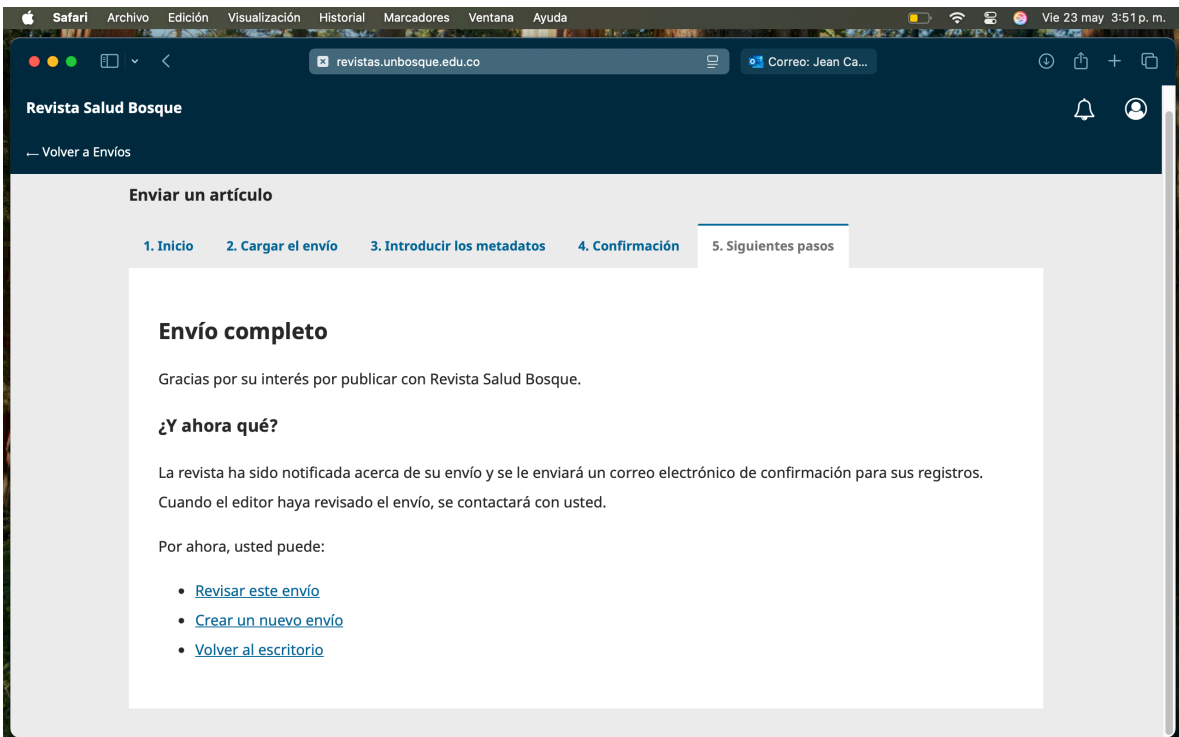 Safari Archivo Edición Visualización Historial Marcadores Ventana Ayuda Vie 23 may 3:51 p. m.
revistas.unbosque.edu.co Correo: Jean Ca...
Revista Salud Bosque
← Volver a Envíos
Enviar un artículo
1. Inicio 2. Cargar el envío 3. Introducir los metadatos 4. Confirmación 5. Siguientes pasos
Envío completo
Gracias por su interés por publicar con Revista Salud Bosque.
¿Y ahora qué?
La revista ha sido notificada acerca de su envío y se le enviará un correo electrónico de confirmación para sus registros.
Cuando el editor haya revisado el envío, se contactará con usted.
Por ahora, usted puede:
• Revisar este envío
• Crear un nuevo envío
• Volver al escritorio